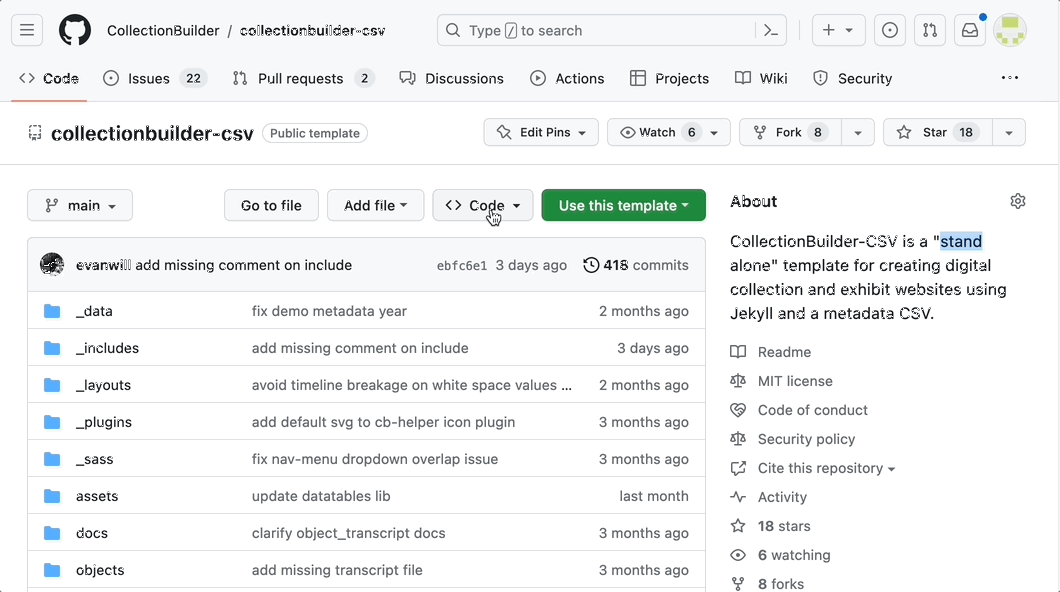 CollectionBuilder / collectionbuilder-csv
Type / to search
Code
Issues 22
Pull requests 2
Discussions
Actions
Projects
Wiki
Security
collectionbuilder-csv Public template
Edit Pins
Watch 6
Fork 8
Star 18
main
Go to file
Add file
Code
Use this template
evanwill add missing comment on include ebfc6e1 3 days ago 418 commits
_data fix demo metadata year 2 months ago
_includes add missing comment on include 3 days ago
_layouts avoid timeline breakage on white space values ... 2 months ago
_plugins add default svg to cb-helper icon plugin 3 months ago
_sass fix nav-menu dropdown overlap issue 3 months ago
assets update datatables lib last month
docs clarify object_transcript docs 3 months ago
objects add missing transcript file 3 months ago
About
CollectionBuilder-CSV is a "stand
alone" template for creating digital
collection and exhibit websites using
Jekyll and a metadata CSV.
Readme
MIT license
Code of conduct
Security policy
Cite this repository
Activity
18 stars
6 watching
8 forks